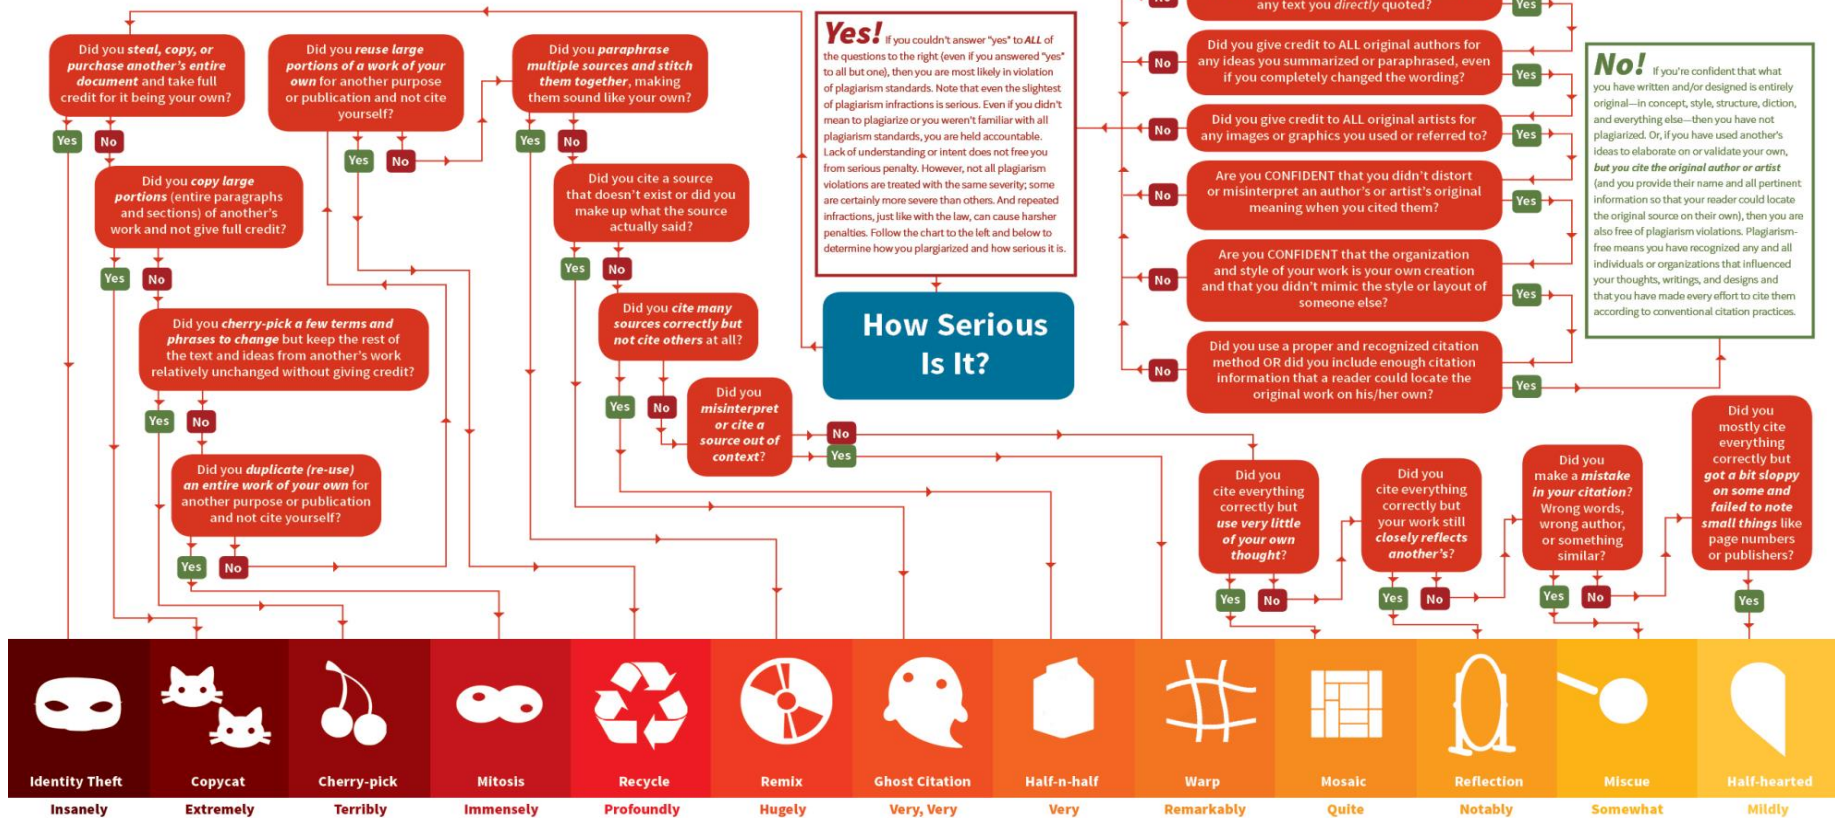 any text you directly quoted?
No
Yes
Did you steal, copy, or
purchase another's entire
document and take full
credit for it being your own?
Yes
No
Did you copy large
portions (entire paragraphs
and sections) of another's
work and not give full credit?
Yes
No
Did you cherry-pick a few terms and
phrases to change but keep the rest of
the text and ideas from another's work
relatively unchanged without giving credit?
Yes
No
Did you duplicate (re-use)
an entire work of your own for
another purpose or publication
and not cite yourself?
Yes
No
Did you reuse large
portions of a work of your
own for another purpose
or publication and not cite
yourself?
Yes
No
Did you paraphrase
multiple sources and stitch
them together, making
them sound like your own?
Yes
No
Did you cite a source
that doesn't exist or did you
make up what the source
actually said?
Yes
No
Did you cite many
sources correctly but
not cite others at all?
Yes
No
Did you
misinterpret
or cite a
source out of
context?
No
Yes
Yes! If you couldn't answer "yes" to ALL of
the questions to the right (even if you answered "yes"
to all but one), then you are most likely in violation
of plagiarism standards. Note that even the slightest
of plagiarism infractions is serious. Even if you didn't
mean to plagiarize or you weren't familiar with all
plagiarism standards, you are held accountable.
Lack of understanding or intent does not free you
from serious penalty. However, not all plagiarism
violations are treated with the same severity; some
are certainly more severe than others. And repeated
infractions, just like with the law, can cause harsher
penalties. Follow the chart to the left and below to
determine how you plargiarized and how serious it is.
How Serious
Is It?
Did you give credit to ALL original authors for
any ideas you summarized or paraphrased, even
if you completely changed the wording?
No
Yes
Did you give credit to ALL original artists for
any images or graphics you used or referred to?
No
Yes
Are you CONFIDENT that you didn't distort
or misinterpret an author's or artist's original
meaning when you cited them?
No
Yes
Are you CONFIDENT that the organization
and style of your work is your own creation
and that you didn't mimic the style or layout of
someone else?
No
Yes
Did you use a proper and recognized citation
method OR did you include enough citation
information that a reader could locate the
original work on his/her own?
No
Yes
No! If you're confident that what
you have written and/or designed is entirely
original—in concept, style, structure, diction,
and everything else—then you have not
plagiarized. Or, if you have used another's
ideas to elaborate on or validate your own,
but you cite the original author or artist
(and you provide their name and all pertinent
information so that your reader could locate
the original source on their own), then you are
also free of plagiarism violations. Plagiarism-
free means you have recognized any and all
individuals or organizations that influenced
your thoughts, writings, and designs and
that you have made every effort to cite them
according to conventional citation practices.
Did you
cite everything
correctly but
use very little
of your own
thought?
Yes
No
Did you
cite everything
correctly but
your work still
closely reflects
another's?
Yes
No
Did you
make a mistake
in your citation?
Wrong words,
wrong author,
or something
similar?
Yes
No
Did you
mostly cite
everything
correctly but
got a bit sloppy
on some and
failed to note
small things like
page numbers
or publishers?
Yes
Identity Theft
Copycat
Cherry-pick
Mitosis
Recycle
Remix
Ghost Citation
Half-n-half
Warp
Mosaic
Reflection
Miscue
Half-hearted
Insanely
Extremely
Terribly
Immensely
Profoundly
Hugely
Very, Very
Very
Remarkably
Quite
Notably
Somewhat
Mildly